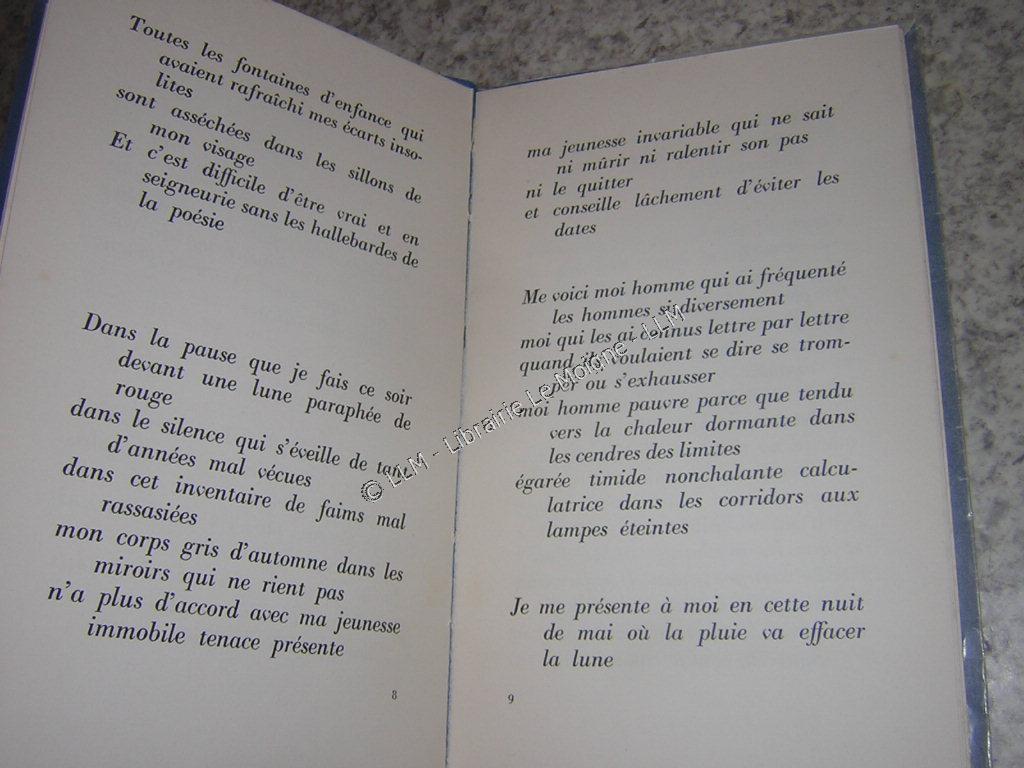 Toutes les fontaines d'enfance qui
avaient rafraîchi mes écarts inso-
lites
sont asséchées dans les sillons de
mon visage
Et c'est difficile d'être vrai et en
seigneurie sans les hallebardes de
la poésie
Dans la pause que je fais ce soir
devant une lune paraphée de
rouge
dans le silence qui s'éveille de tant
d'années mal vécues
dans cet inventaire de faims mal
rassasiées
mon corps gris d'automne dans les
miroirs qui ne rient pas
n'a plus d'accord avec ma jeunesse
immobile tenace présente
8
ma jeunesse invariable qui ne sait
ni mûrir ni ralentir son pas
ni le quitter
et conseille lâchement d'éviter les
dates
Me voici moi homme qui ai fréquenté
les hommes si diversement
moi qui les ai connus lettre par lettre
quand ils voulaient se dire se trom-
per ou s'exhausser
moi homme pauvre parce que tendu
vers la chaleur dormante dans
les cendres des limites
égarée timide nonchalante calcu-
latrice dans les corridors aux
lampes éteintes
Je me présente à moi en cette nuit
de mai où la pluie va effacer
la lune
9
© LLM - Librairie Le Moigne - LLM